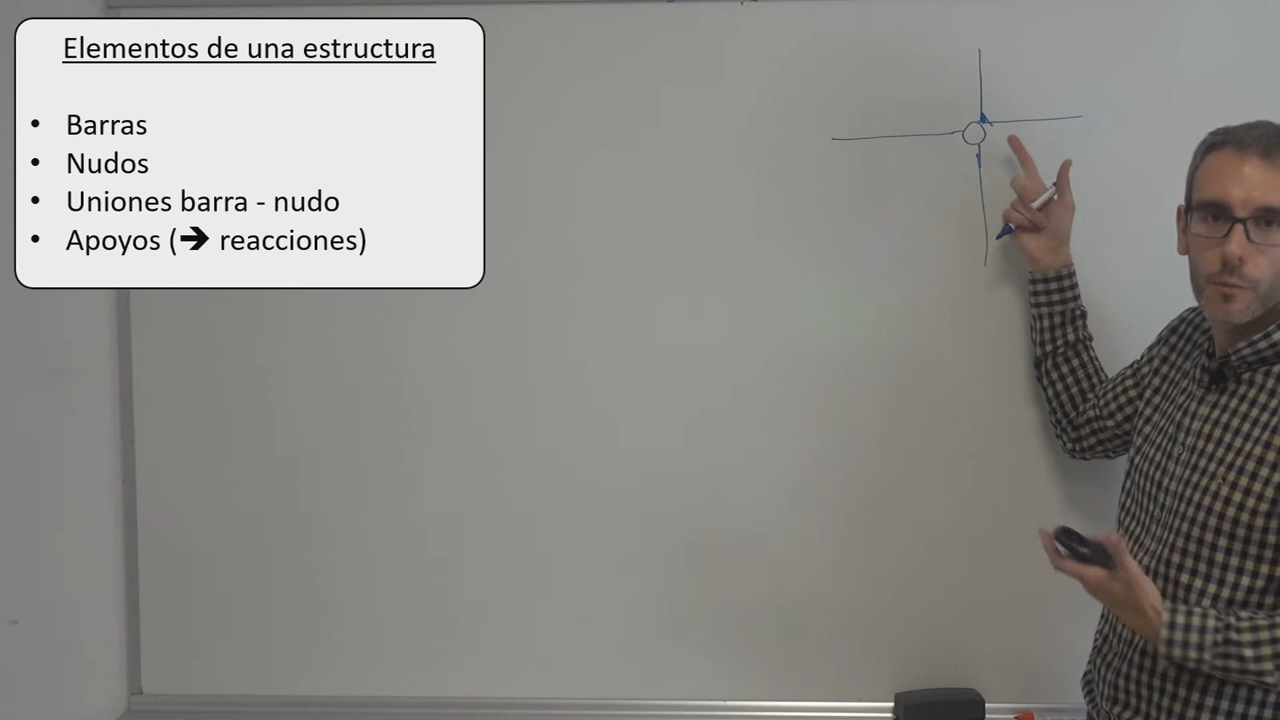 Elementos de una estructura
• Barras
• Nudos
• Uniones barra - nudo
• Apoyos (🡲 reacciones)